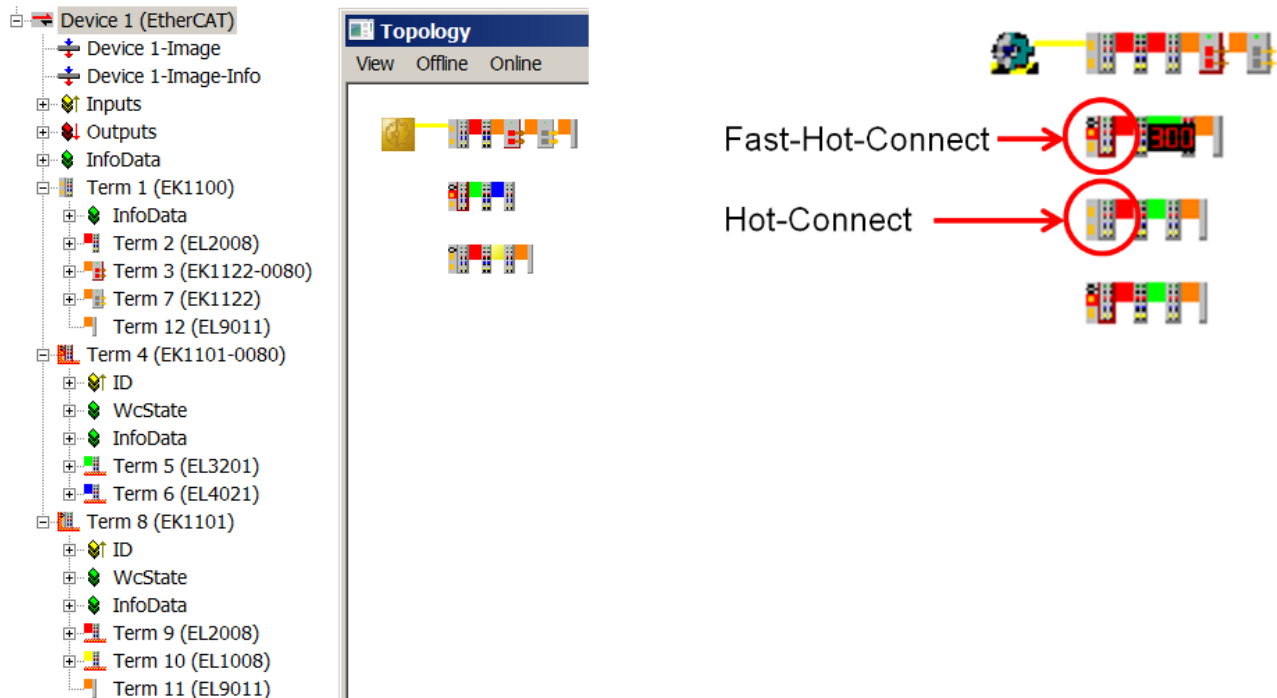 Device 1 (EtherCAT)
Device 1-Image
Device 1-Image-Info
Inputs
Outputs
InfoData
Term 1 (EK1100)
InfoData
Term 2 (EL2008)
Term 3 (EK1122-0080)
Term 7 (EK1122)
Term 12 (EL9011)
Term 4 (EK1101-0080)
ID
WcState
InfoData
Term 5 (EL3201)
Term 6 (EL4021)
Term 8 (EK1101)
ID
WcState
InfoData
Term 9 (EL2008)
Term 10 (EL1008)
Term 11 (EL9011)
Topology
View Offline Online
Fast-Hot-Connect
300
Hot-Connect